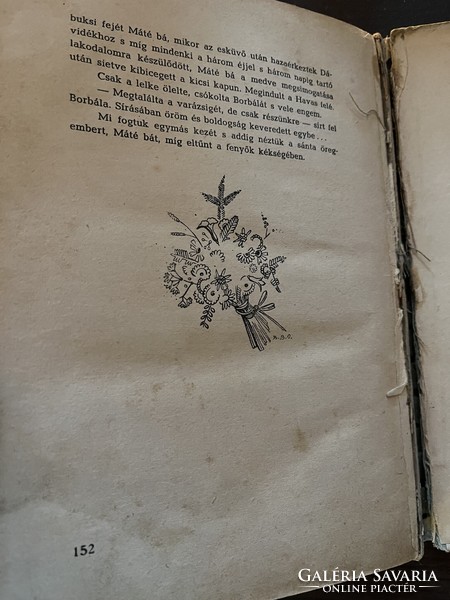 buksi fejét Máté bá, mikor az esküvő után hazaérkeztek Dá-
vidékhoz s míg mindenki a három éjjel s három napig tartó
lakodalomra készülődött, Máté bá a medve megsimogatása
után sietve kibicegett a kicsi kapun. Megindult a Havas felé.
Csak a lelke ölelte, csókolta Borbálát s vele engem.
— Megtalálta a varázsigét, de csak részünkre — sírt fel
Borbála. Sírásában öröm és boldogság keveredett egybe...
Mi fogtuk egymás kezét s addig néztük a sánta öreg-
embert, Máté bát, míg eltűnt a fenyők kékségében.
K.D.C.
152
GALÉRIA SAVARIA
ONLINE PIACTÉR